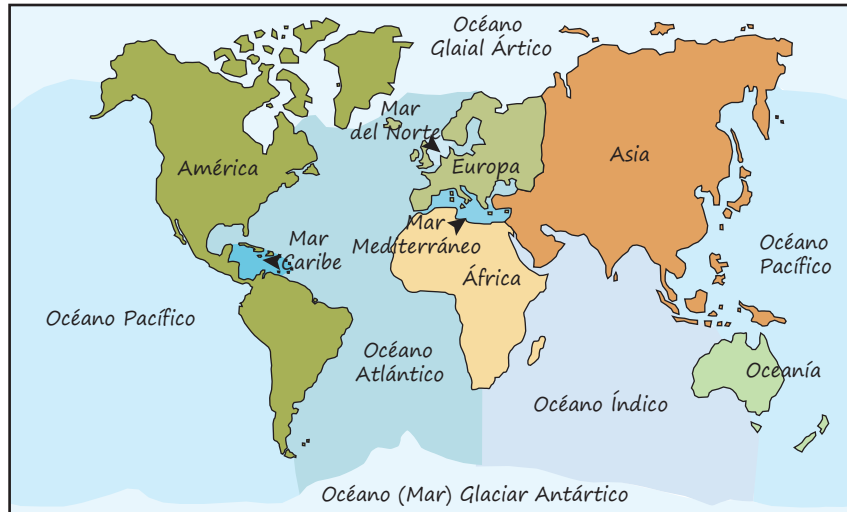 Océano
Glaial Ártico
Mar
del Norte
América
Europa
Asia
Mar
Caribe
Mar
Mediterráneo
África
Océano
Pacífico
Océano Pacífico
Océano
Atlántico
Oceanía
Océano Índico
Océano (Mar) Glaciar Antártico